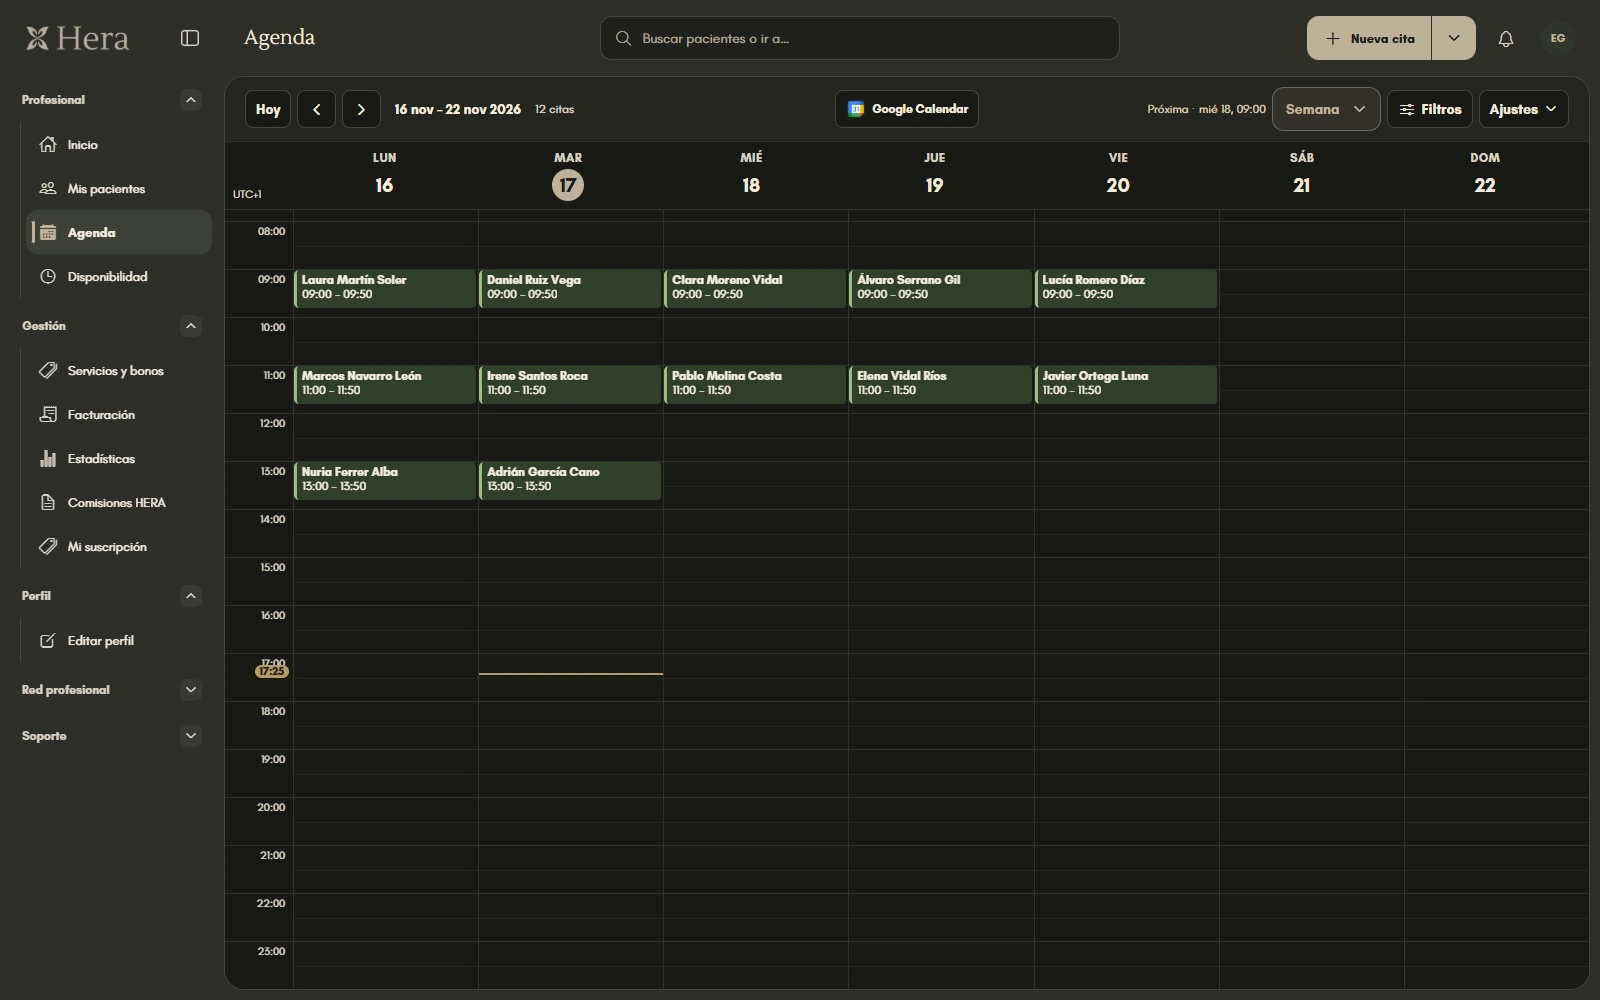 Hera
Agenda
Buscar pacientes o ir a...
Nueva cita
EG
Profesional
Inicio
Mis pacientes
Agenda
Disponibilidad
Gestión
Servicios y bonos
Facturación
Estadísticas
Comisiones HERA
Mi suscripción
Perfil
Editar perfil
Red profesional
Soporte
Hoy
16 nov – 22 nov 2026
12 citas
Google Calendar
Próxima · mié 18, 09:00
Semana
Filtros
Ajustes
UTC+1
LUN
16
MAR
17
MIÉ
18
JUE
19
VIE
20
SÁB
21
DOM
22
08:00
09:00
Laura Martín Soler
09:00 – 09:50
Daniel Ruiz Vega
09:00 – 09:50
Clara Moreno Vidal
09:00 – 09:50
Álvaro Serrano Gil
09:00 – 09:50
Lucía Romero Díaz
09:00 – 09:50
10:00
11:00
Marcos Navarro León
11:00 – 11:50
Irene Santos Roca
11:00 – 11:50
Pablo Molina Costa
11:00 – 11:50
Elena Vidal Ríos
11:00 – 11:50
Javier Ortega Luna
11:00 – 11:50
12:00
13:00
Nuria Ferrer Alba
13:00 – 13:50
Adrián García Cano
13:00 – 13:50
14:00
15:00
16:00
17:00
17:25
18:00
19:00
20:00
21:00
22:00
23:00